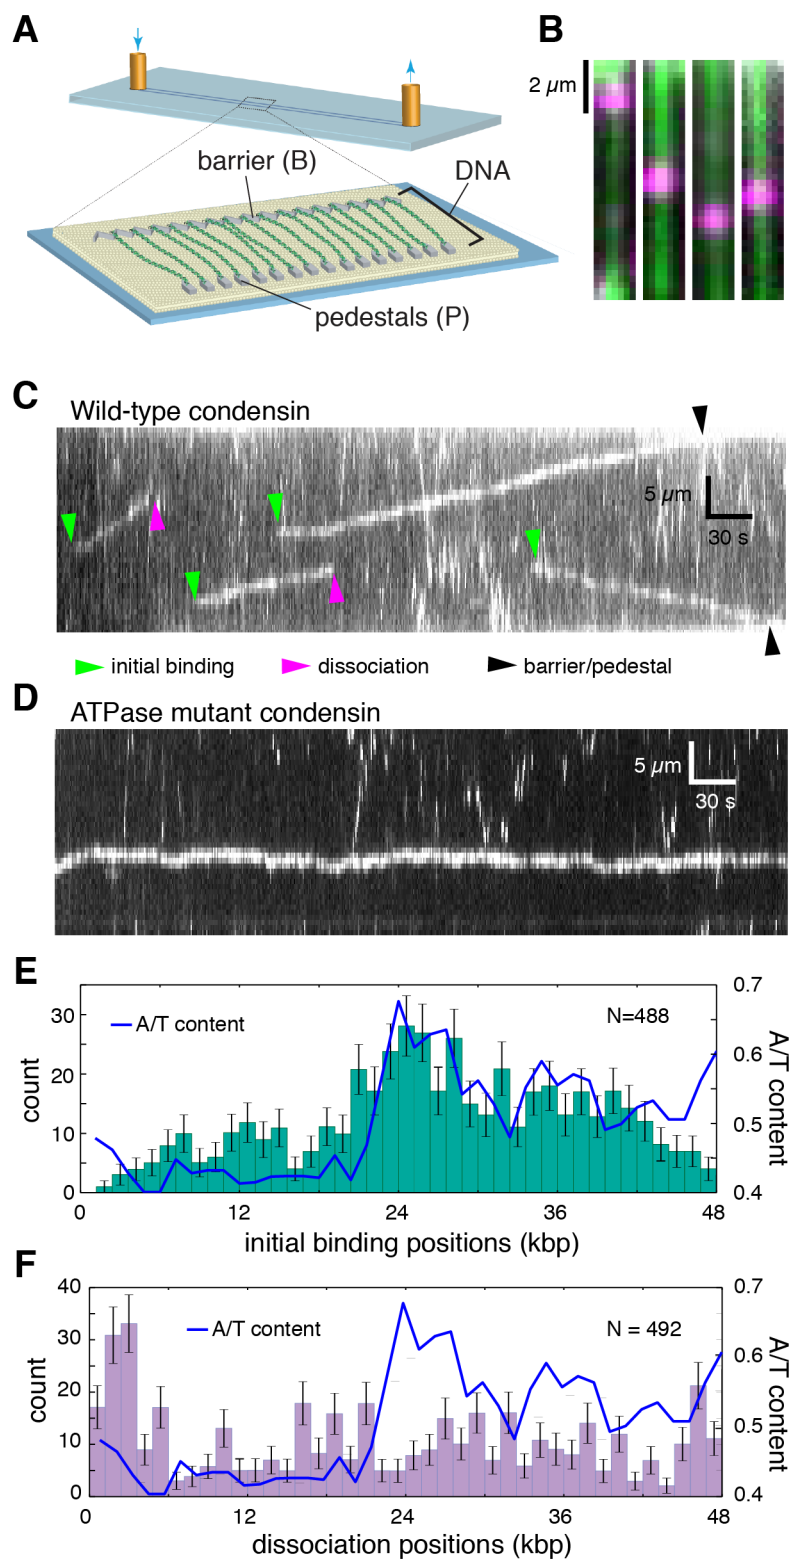 A
barrier (B)
DNA
pedestals (P)
B
2 µm
C
Wild-type condensin
5 µm
30 s
initial binding
dissociation
barrier/pedestal
D
ATPase mutant condensin
5 µm
30 s
E
A/T content
N=488
count
30
20
10
0
0.7
0.6
0.5
0.4
A/T content
0
12
24
36
48
initial binding positions (kbp)
F
A/T content
N = 492
count
40
30
20
10
0
0.7
0.6
0.5
0.4
A/T content
0
12
24
36
48
dissociation positions (kbp)